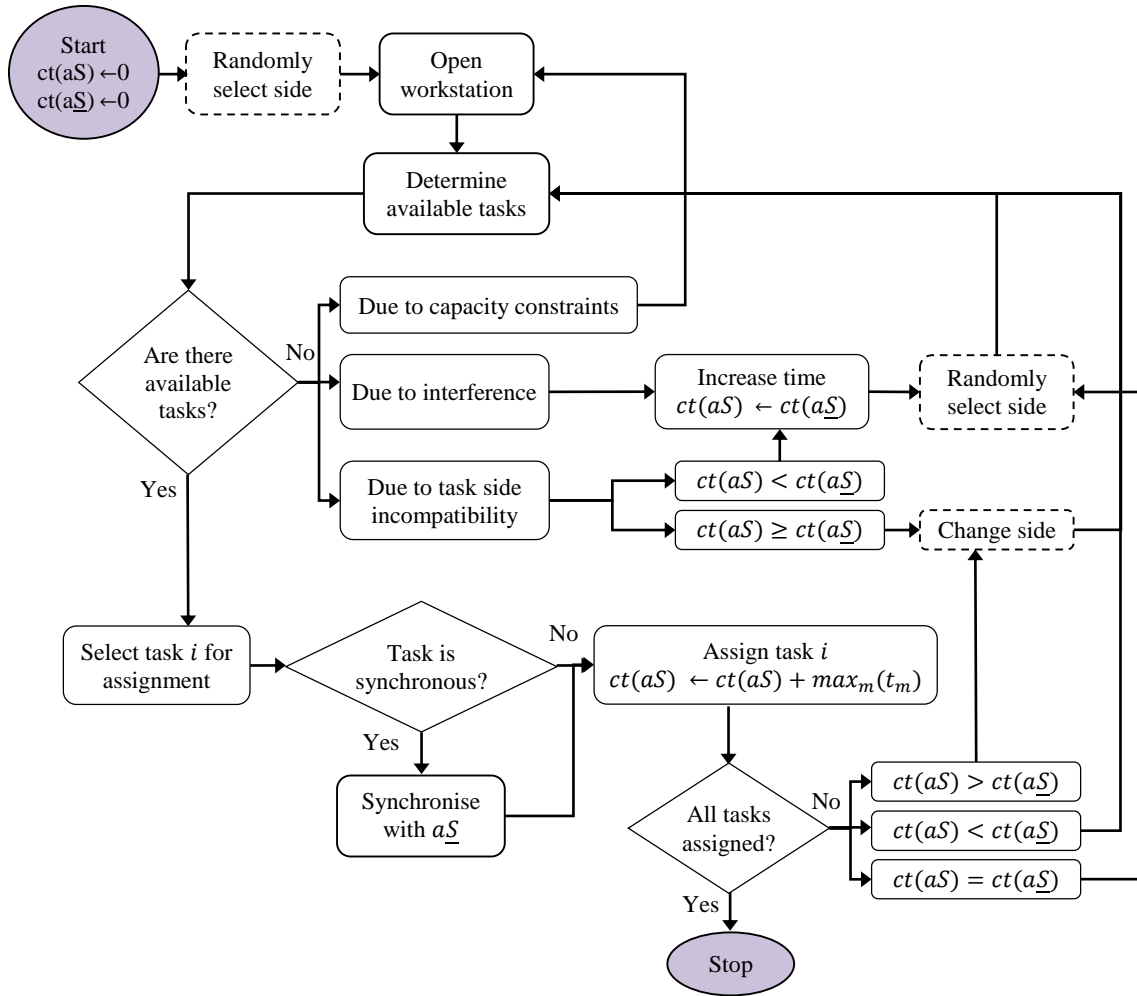 Start
ct(aS) ←0
ct(aS̲) ←0
Randomly
select side
Open
workstation
Determine
available tasks
Are there
available
tasks?
No
Yes
Due to capacity constraints
Due to interference
Increase time
𝑐𝑡(𝑎𝑆) ← 𝑐𝑡(𝑎𝑆̲)
Randomly
select side
Due to task side
incompatibility
𝑐𝑡(𝑎𝑆) < 𝑐𝑡(𝑎𝑆̲)
𝑐𝑡(𝑎𝑆) ≥ 𝑐𝑡(𝑎𝑆̲)
Change side
Select task 𝑖 for
assignment
Task is
synchronous?
No
Yes
Synchronise
with 𝑎𝑆̲
Assign task 𝑖
𝑐𝑡(𝑎𝑆) ← 𝑐𝑡(𝑎𝑆) + 𝑚𝑎𝑥ₘ(𝑡ₘ)
All tasks
assigned?
No
Yes
𝑐𝑡(𝑎𝑆) > 𝑐𝑡(𝑎𝑆̲)
𝑐𝑡(𝑎𝑆) < 𝑐𝑡(𝑎𝑆̲)
𝑐𝑡(𝑎𝑆) = 𝑐𝑡(𝑎𝑆̲)
Stop